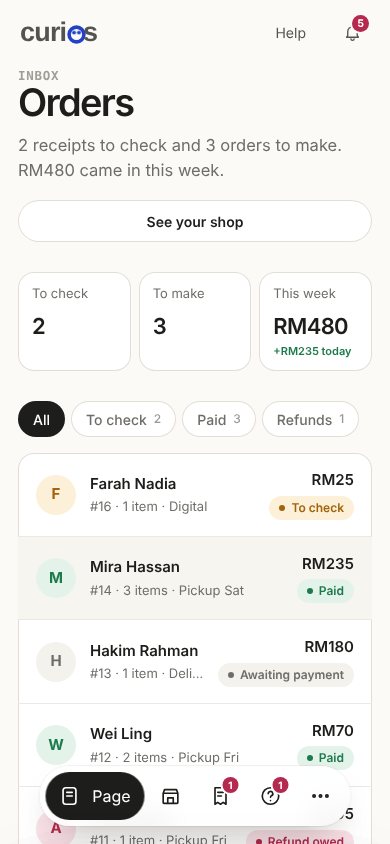 curios
Help
5
INBOX
Orders
2 receipts to check and 3 orders to make.
RM480 came in this week.
See your shop
To check
2
To make
3
This week
RM480
+RM235 today
All
To check 2
Paid 3
Refunds 1
F
Farah Nadia
RM25
#16 · 1 item · Digital
To check
M
Mira Hassan
RM235
#14 · 3 items · Pickup Sat
Paid
H
Hakim Rahman
RM180
#13 · 1 item · Deli...
Awaiting payment
W
Wei Ling
RM70
#12 · 2 items · Pickup Fri
Paid
Page
1
1
A
#11 · 1 item · Pickup Fri
Refund owed